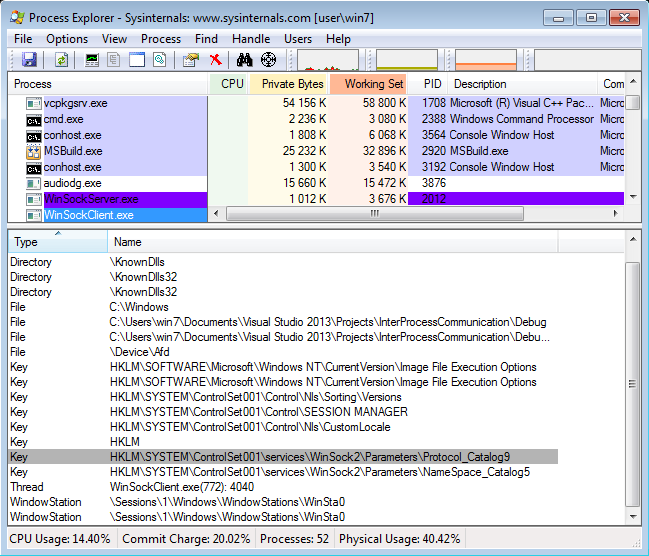 Process Explorer - Sysinternals: www.sysinternals.com [user\win7]
File Options View Process Find Handle Users Help
Process CPU Private Bytes Working Set PID Description Com
vcpkgsrv.exe 54 156 K 58 800 K 1708 Microsoft (R) Visual C++ Pac... Micro
cmd.exe 2 236 K 3 080 K 2388 Windows Command Processor Micro
conhost.exe 1 808 K 6 068 K 3564 Console Window Host Micro
MSBuild.exe 25 232 K 32 896 K 2920 MSBuild.exe Micro
conhost.exe 1 300 K 3 540 K 3192 Console Window Host Micro
audiodg.exe 15 660 K 15 472 K 3876
WinSockServer.exe 1 012 K 3 676 K 2012
WinSockClient.exe
Type Name
Directory \KnownDlls
Directory \KnownDlls32
Directory \KnownDlls32
File C:\Windows
File C:\Users\win7\Documents\Visual Studio 2013\Projects\InterProcessCommunication\Debug
File C:\Users\win7\Documents\Visual Studio 2013\Projects\InterProcessCommunication\Debu...
File \Device\Afd
Key HKLM\SOFTWARE\Microsoft\Windows NT\CurrentVersion\Image File Execution Options
Key HKLM\SOFTWARE\Microsoft\Windows NT\CurrentVersion\Image File Execution Options
Key HKLM\SYSTEM\ControlSet001\Control\Nls\Sorting\Versions
Key HKLM\SYSTEM\ControlSet001\Control\SESSION MANAGER
Key HKLM\SYSTEM\ControlSet001\Control\Nls\CustomLocale
Key HKLM
Key HKLM\SYSTEM\ControlSet001\services\WinSock2\Parameters\Protocol_Catalog9
Key HKLM\SYSTEM\ControlSet001\services\WinSock2\Parameters\NameSpace_Catalog5
Thread WinSockClient.exe(772): 4040
WindowStation \Sessions\1\Windows\WindowStations\WinSta0
WindowStation \Sessions\1\Windows\WindowStations\WinSta0
CPU Usage: 14.40% Commit Charge: 20.02% Processes: 52 Physical Usage: 40.42%